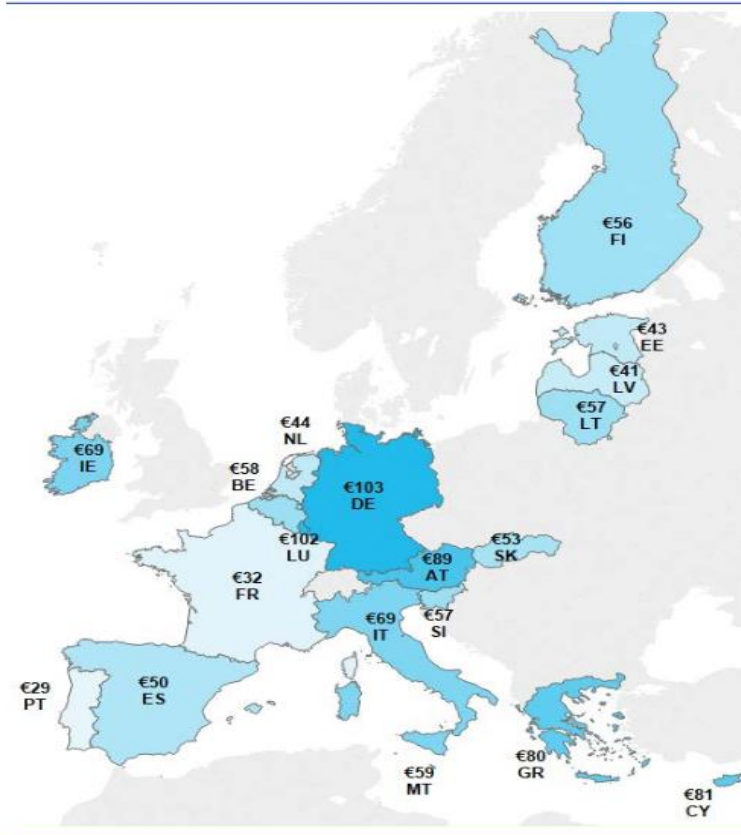 €56
FI
€43
EE
€41
LV
€57
LT
€44
NL
€69
IE
€58
BE
€103
DE
€102
LU
€53
SK
€89
AT
€32
FR
€69
IT
€57
SI
€29
PT
€50
ES
€59
MT
€80
GR
€81
CY